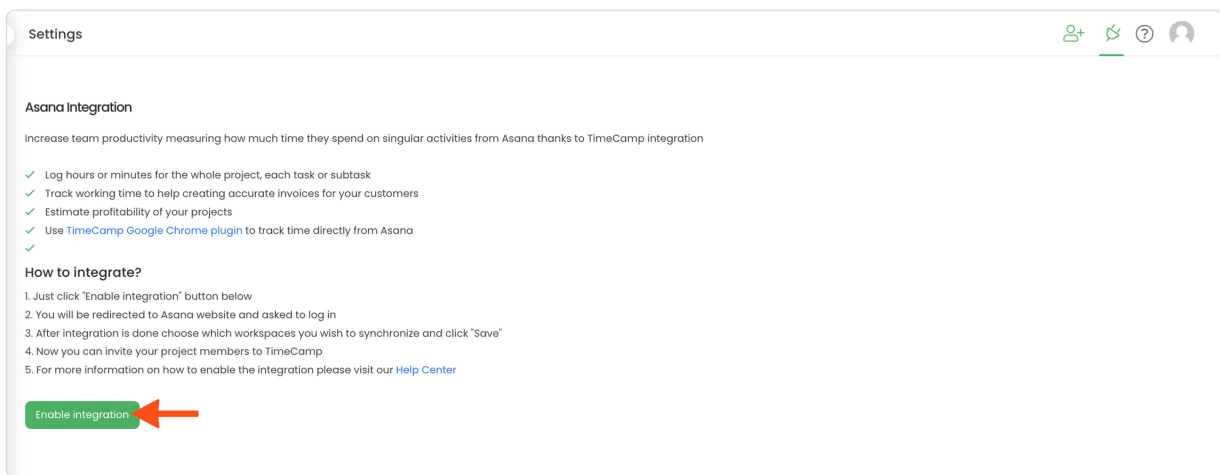 Settings
Asana Integration
Increase team productivity measuring how much time they spend on singular activities from Asana thanks to TimeCamp integration
Log hours or minutes for the whole project, each task or subtask
Track working time to help creating accurate invoices for your customers
Estimate profitability of your projects
Use TimeCamp Google Chrome plugin to track time directly from Asana
How to integrate?
1. Just click "Enable integration" button below
2. You will be redirected to Asana website and asked to log in
3. After integration is done choose which workspaces you wish to synchronize and click "Save"
4. Now you can invite your project members to TimeCamp
5. For more information on how to enable the integration please visit our Help Center
Enable integration